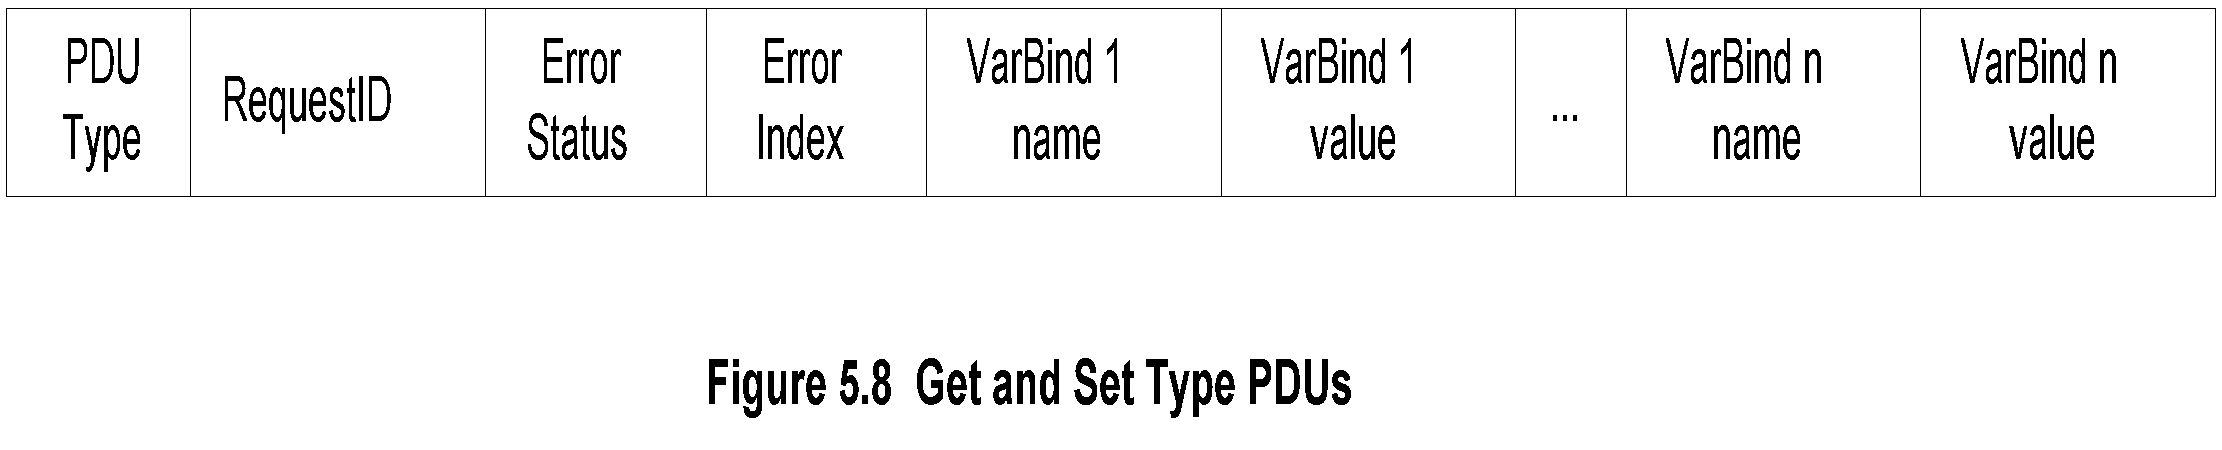 PDU
Type
RequestID
Error
Status
Error
Index
VarBind 1
name
VarBind 1
value
...
VarBind n
name
VarBind n
value
Figure 5.8 Get and Set Type PDUs